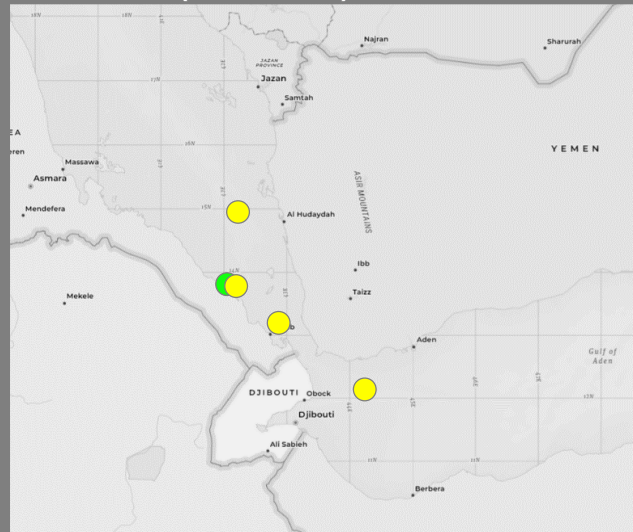 Najran
Sharurah
JAZAN
PROVINCE
Jazan
Samtah
YEMEN
EA
eren
Massawa
Asmara
Mendefera
ASIR MOUNTAINS
Al Hudaydah
Ibb
Taizz
Mekele
b
Aden
Gulf of
Aden
DJIBOUTI
Obock
Djibouti
Ali Sabieh
Berbera